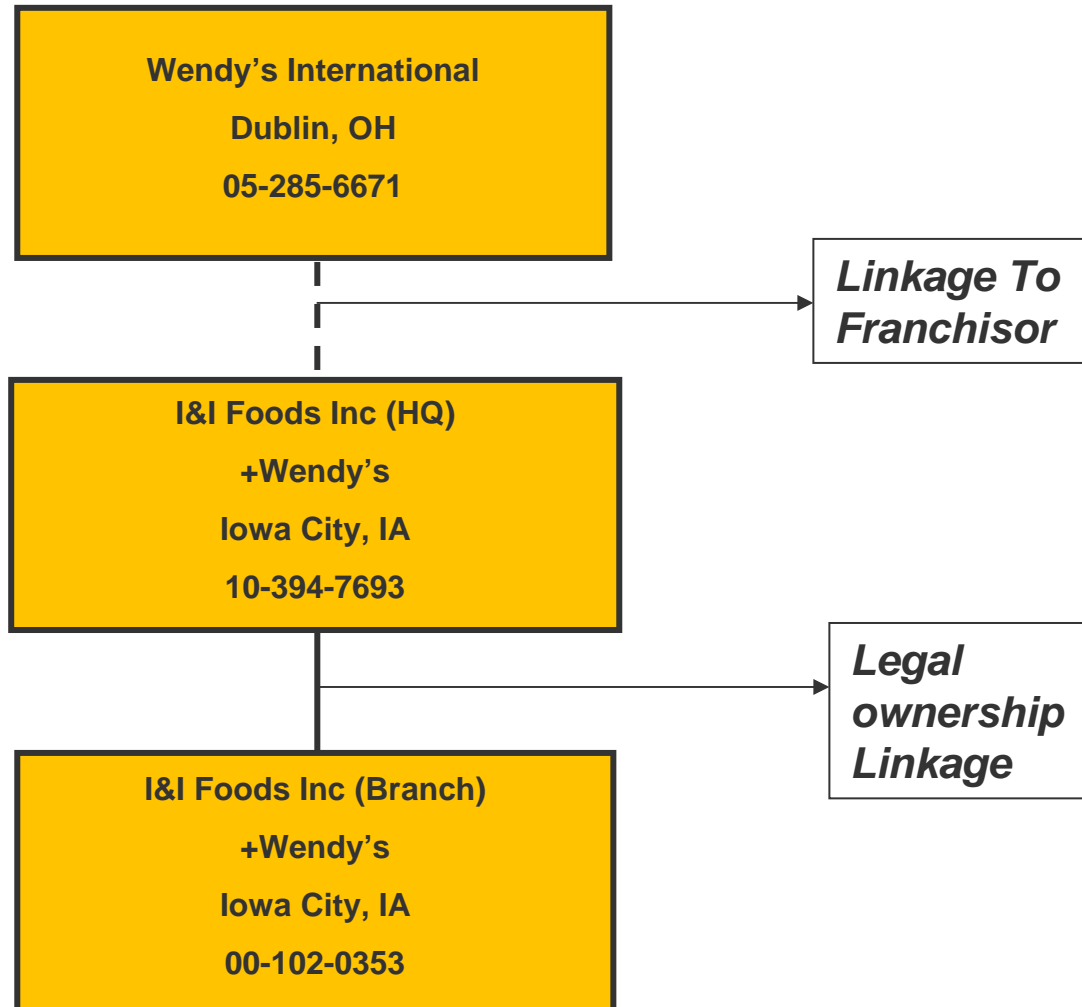 Wendy’s International
Dublin, OH
05-285-6671
Linkage To
Franchisor
I&I Foods Inc (HQ)
+Wendy’s
Iowa City, IA
10-394-7693
Legal
ownership
Linkage
I&I Foods Inc (Branch)
+Wendy’s
Iowa City, IA
00-102-0353